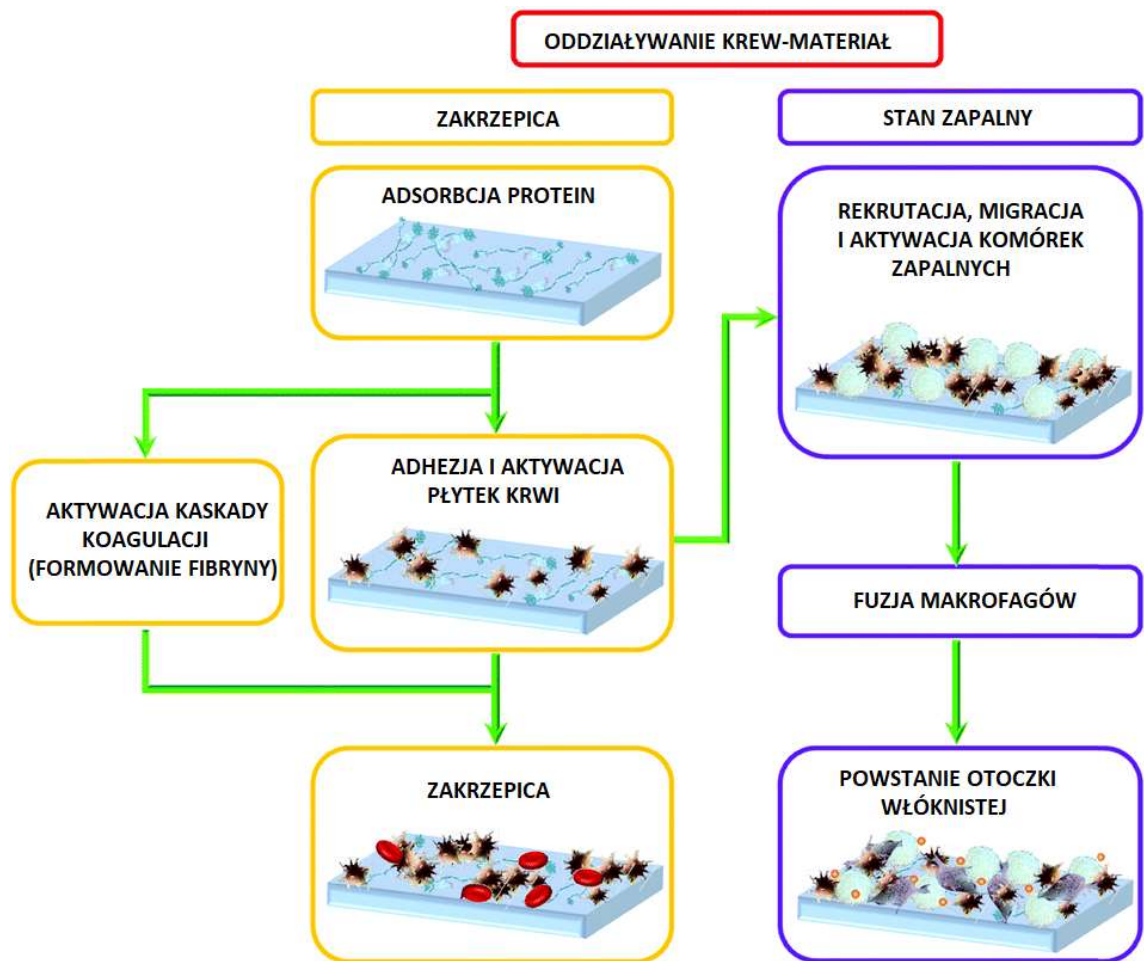 ODDZIAŁYWANIE KREW-MATERIAŁ
ZAKRZEPICA
STAN ZAPALNY
ADSORBCJA PROTEIN
REKRUTACJA, MIGRACJA
I AKTYWACJA KOMÓREK
ZAPALNYCH
AKTYWACJA KASKADY
KOAGULACJI
(FORMOWANIE FIBRYNY)
ADHEZJA I AKTYWACJA
PŁYTEK KRWI
FUZJA MAKROFAGÓW
ZAKRZEPICA
POWSTANIE OTOCZKI
WŁÓKNISTEJ